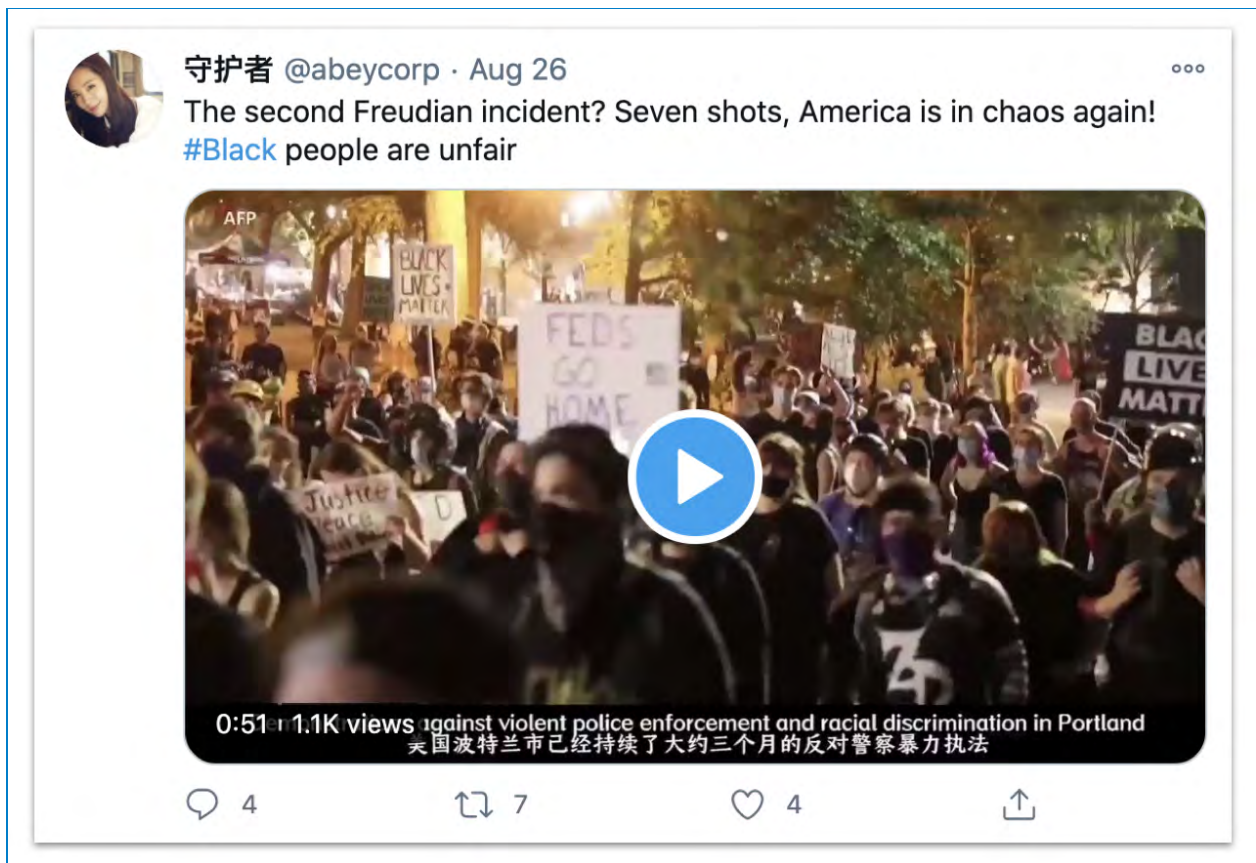 守护者 @abeycorp · Aug 26
The second Freudian incident? Seven shots, America is in chaos again!
#Black people are unfair
AFP
BLACK
LIVES
MATTER
FEDS
GO
HOME
BLAC
LIVE
MATT
Justice
Peace
D
0:51 1.1K views against violent police enforcement and racial discrimination in Portland
美国波特兰市已经持续了大约三个月的反对警察暴力执法
4 7 4